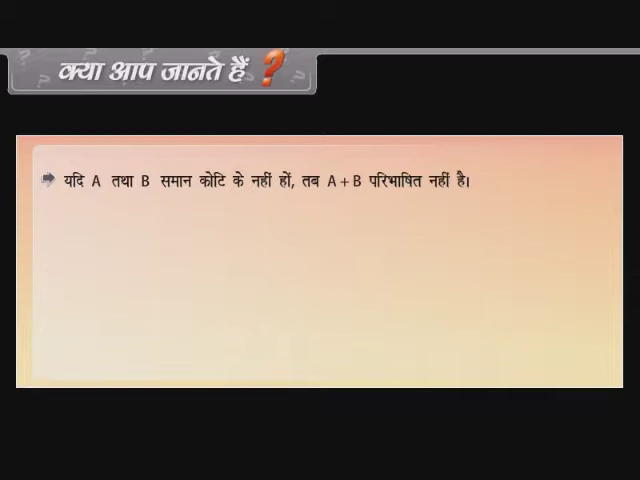 क्या आप जानते हैं ?
यदि A तथा B समान कोटि के नहीं हों, तब A + B परिभाषित नहीं है।